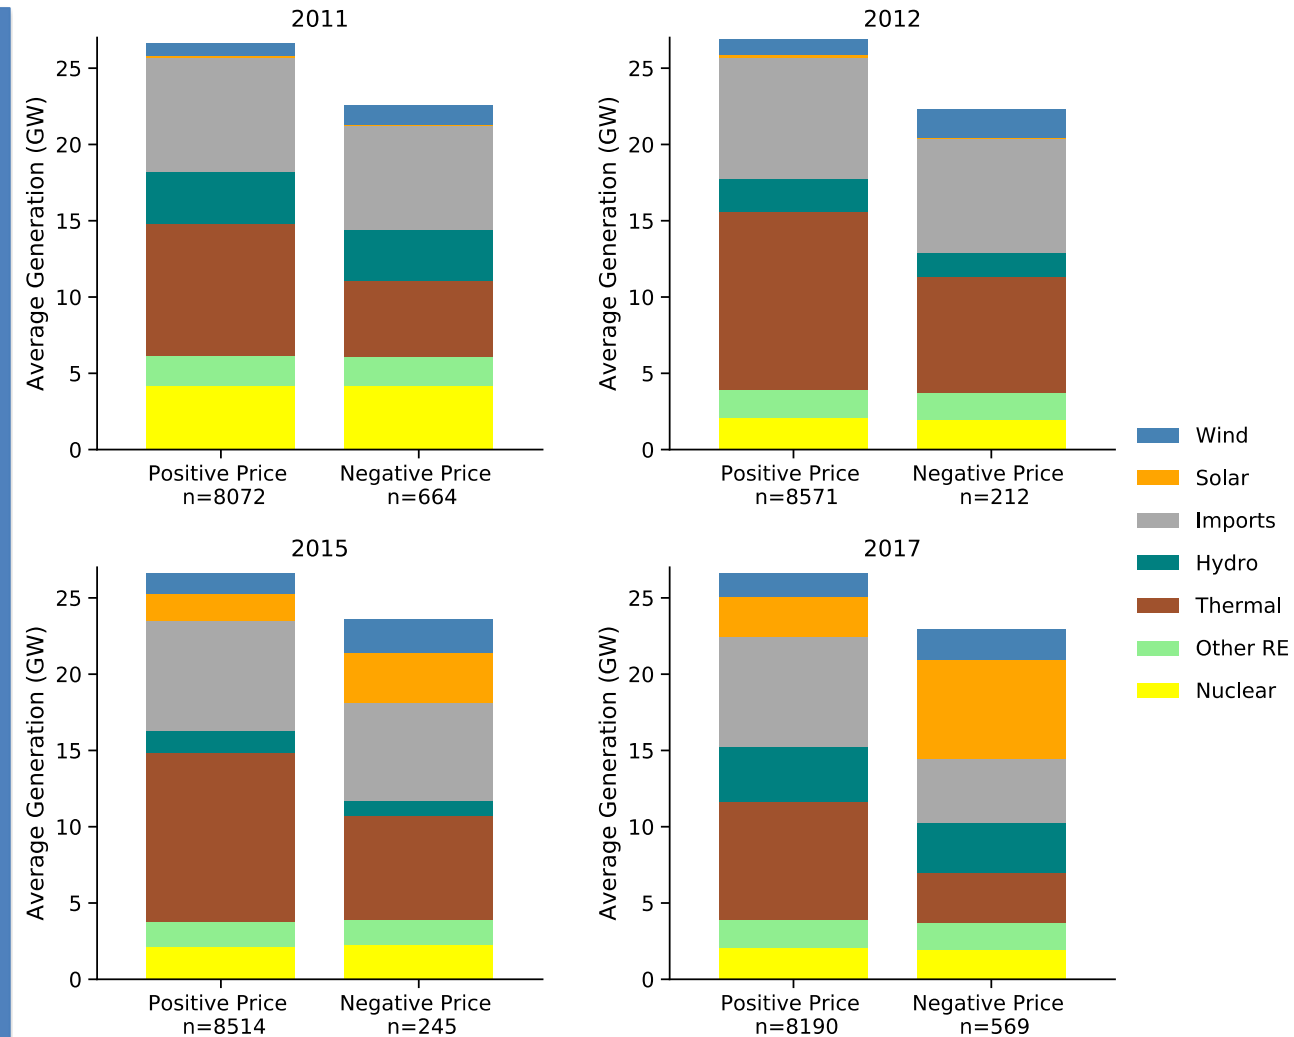 2011
2012
Average Generation (GW)
25
20
15
10
5
0
Positive Price
n=8072
Negative Price
n=664
Average Generation (GW)
25
20
15
10
5
0
Positive Price
n=8571
Negative Price
n=212
2015
2017
Average Generation (GW)
25
20
15
10
5
0
Positive Price
n=8514
Negative Price
n=245
Average Generation (GW)
25
20
15
10
5
0
Positive Price
n=8190
Negative Price
n=569
Wind
Solar
Imports
Hydro
Thermal
Other RE
Nuclear